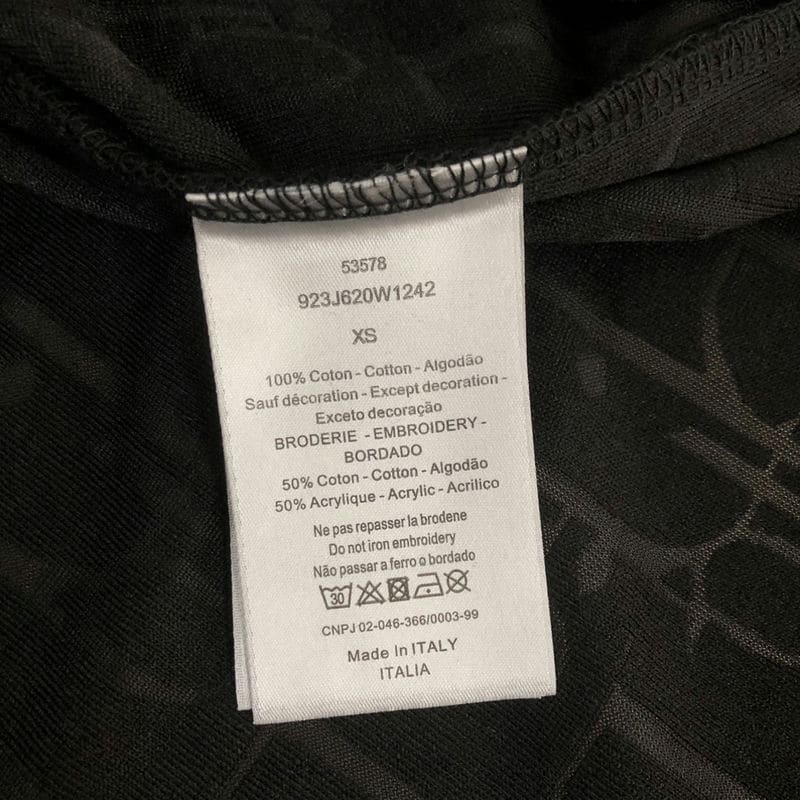 53578
923J620W1242
XS
100% Coton - Cotton - Algodão
Sauf décoration - Except decoration -
Exceto decoração
BRODERIE - EMBROIDERY -
BORDADO
50% Coton - Cotton - Algodão
50% Acrylique - Acrylic - Acrilico
Ne pas repasser la brodene
Do not iron embroidery
Não passar a ferro o bordado
30
CNPJ 02-046-366/0003-99
Made in ITALY
ITALIA